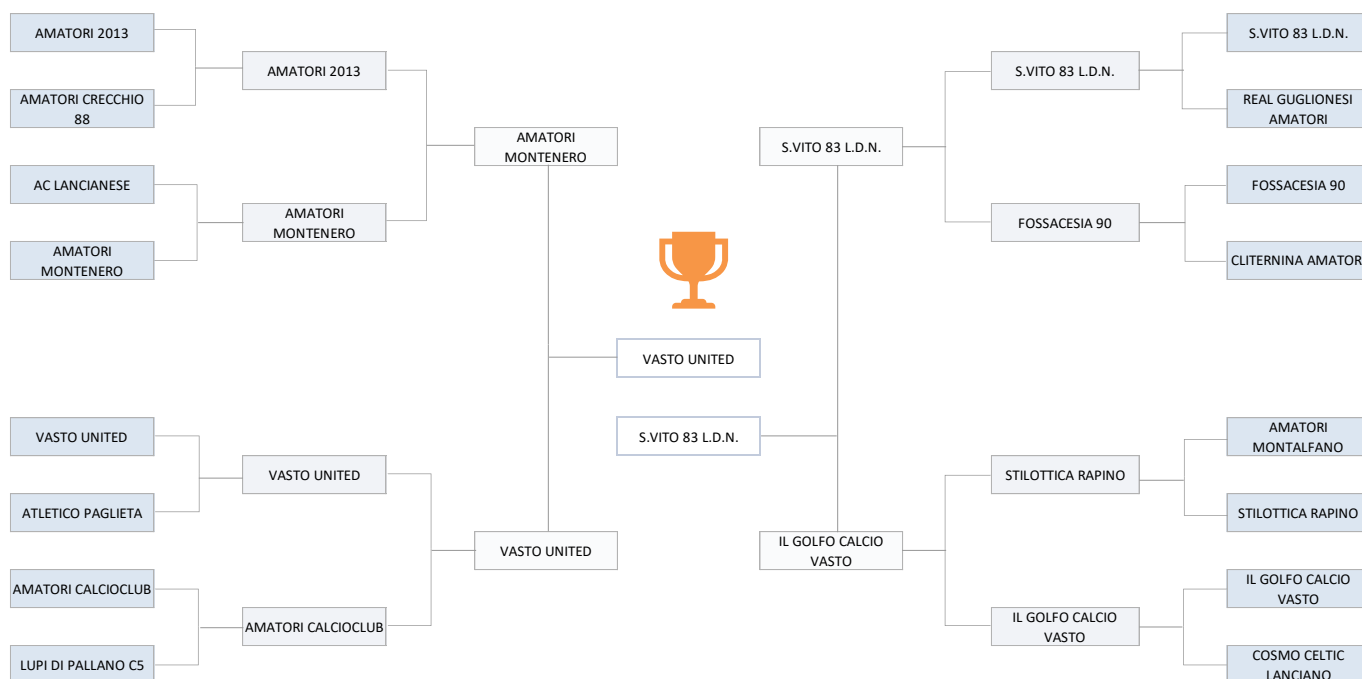 AMATORI 2013
AMATORI CRECCHIO
88
AC LANCIANESE
AMATORI
MONTENERO
VASTO UNITED
ATLETICO PAGLIETA
AMATORI CALCIOCLUB
LUPI DI PALLANO C5
AMATORI 2013
AMATORI
MONTENERO
VASTO UNITED
AMATORI CALCIOCLUB
AMATORI
MONTENERO
VASTO UNITED
VASTO UNITED
S.VITO 83 L.D.N.
S.VITO 83 L.D.N.
IL GOLFO CALCIO
VASTO
S.VITO 83 L.D.N.
FOSSACESIA 90
STILOTTICA RAPINO
IL GOLFO CALCIO
VASTO
S.VITO 83 L.D.N.
REAL GUGLIONESI
AMATORI
FOSSACESIA 90
CLITERNINA AMATOR
AMATORI
MONTALFANO
STILOTTICA RAPINO
IL GOLFO CALCIO
VASTO
COSMO CELTIC
LANCIANO